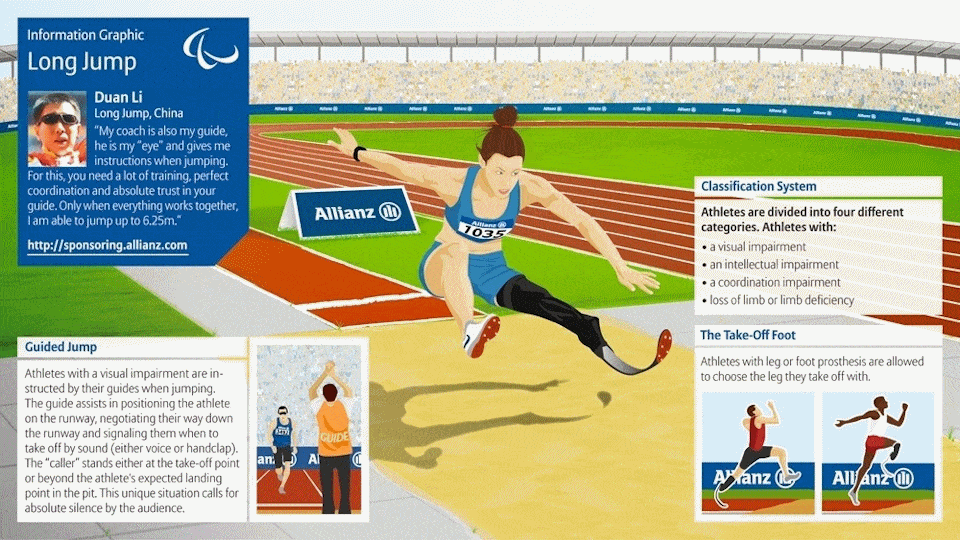 Information Graphic
Long Jump
Duan Li
Long Jump, China
“My coach is also my guide,
he is my “eye” and gives me
instructions when jumping.
For this, you need a lot of training, perfect
coordination and absolute trust in your
guide. Only when everything works together,
I am able to jump up to 6.25m.”
http://sponsoring.allianz.com
Allianz
Allianz
1035
Classification System
Athletes are divided into four different
categories. Athletes with:
• a visual impairment
• an intellectual impairment
• a coordination impairment
• loss of limb or limb deficiency
The Take-Off Foot
Athletes with leg or foot prosthesis are allowed
to choose the leg they take off with.
Allianz
Allianz
Guided Jump
Athletes with a visual impairment are in-
structed by their guides when jumping.
The guide assists in positioning the athlete
on the runway, negotiating their way down
the runway and signaling them when to
take off by sound (either voice or handclap).
The “caller” stands either at the take-off point
or beyond the athlete's expected landing
point in the pit. This unique situation calls for
absolute silence by the audience.
GUIDE